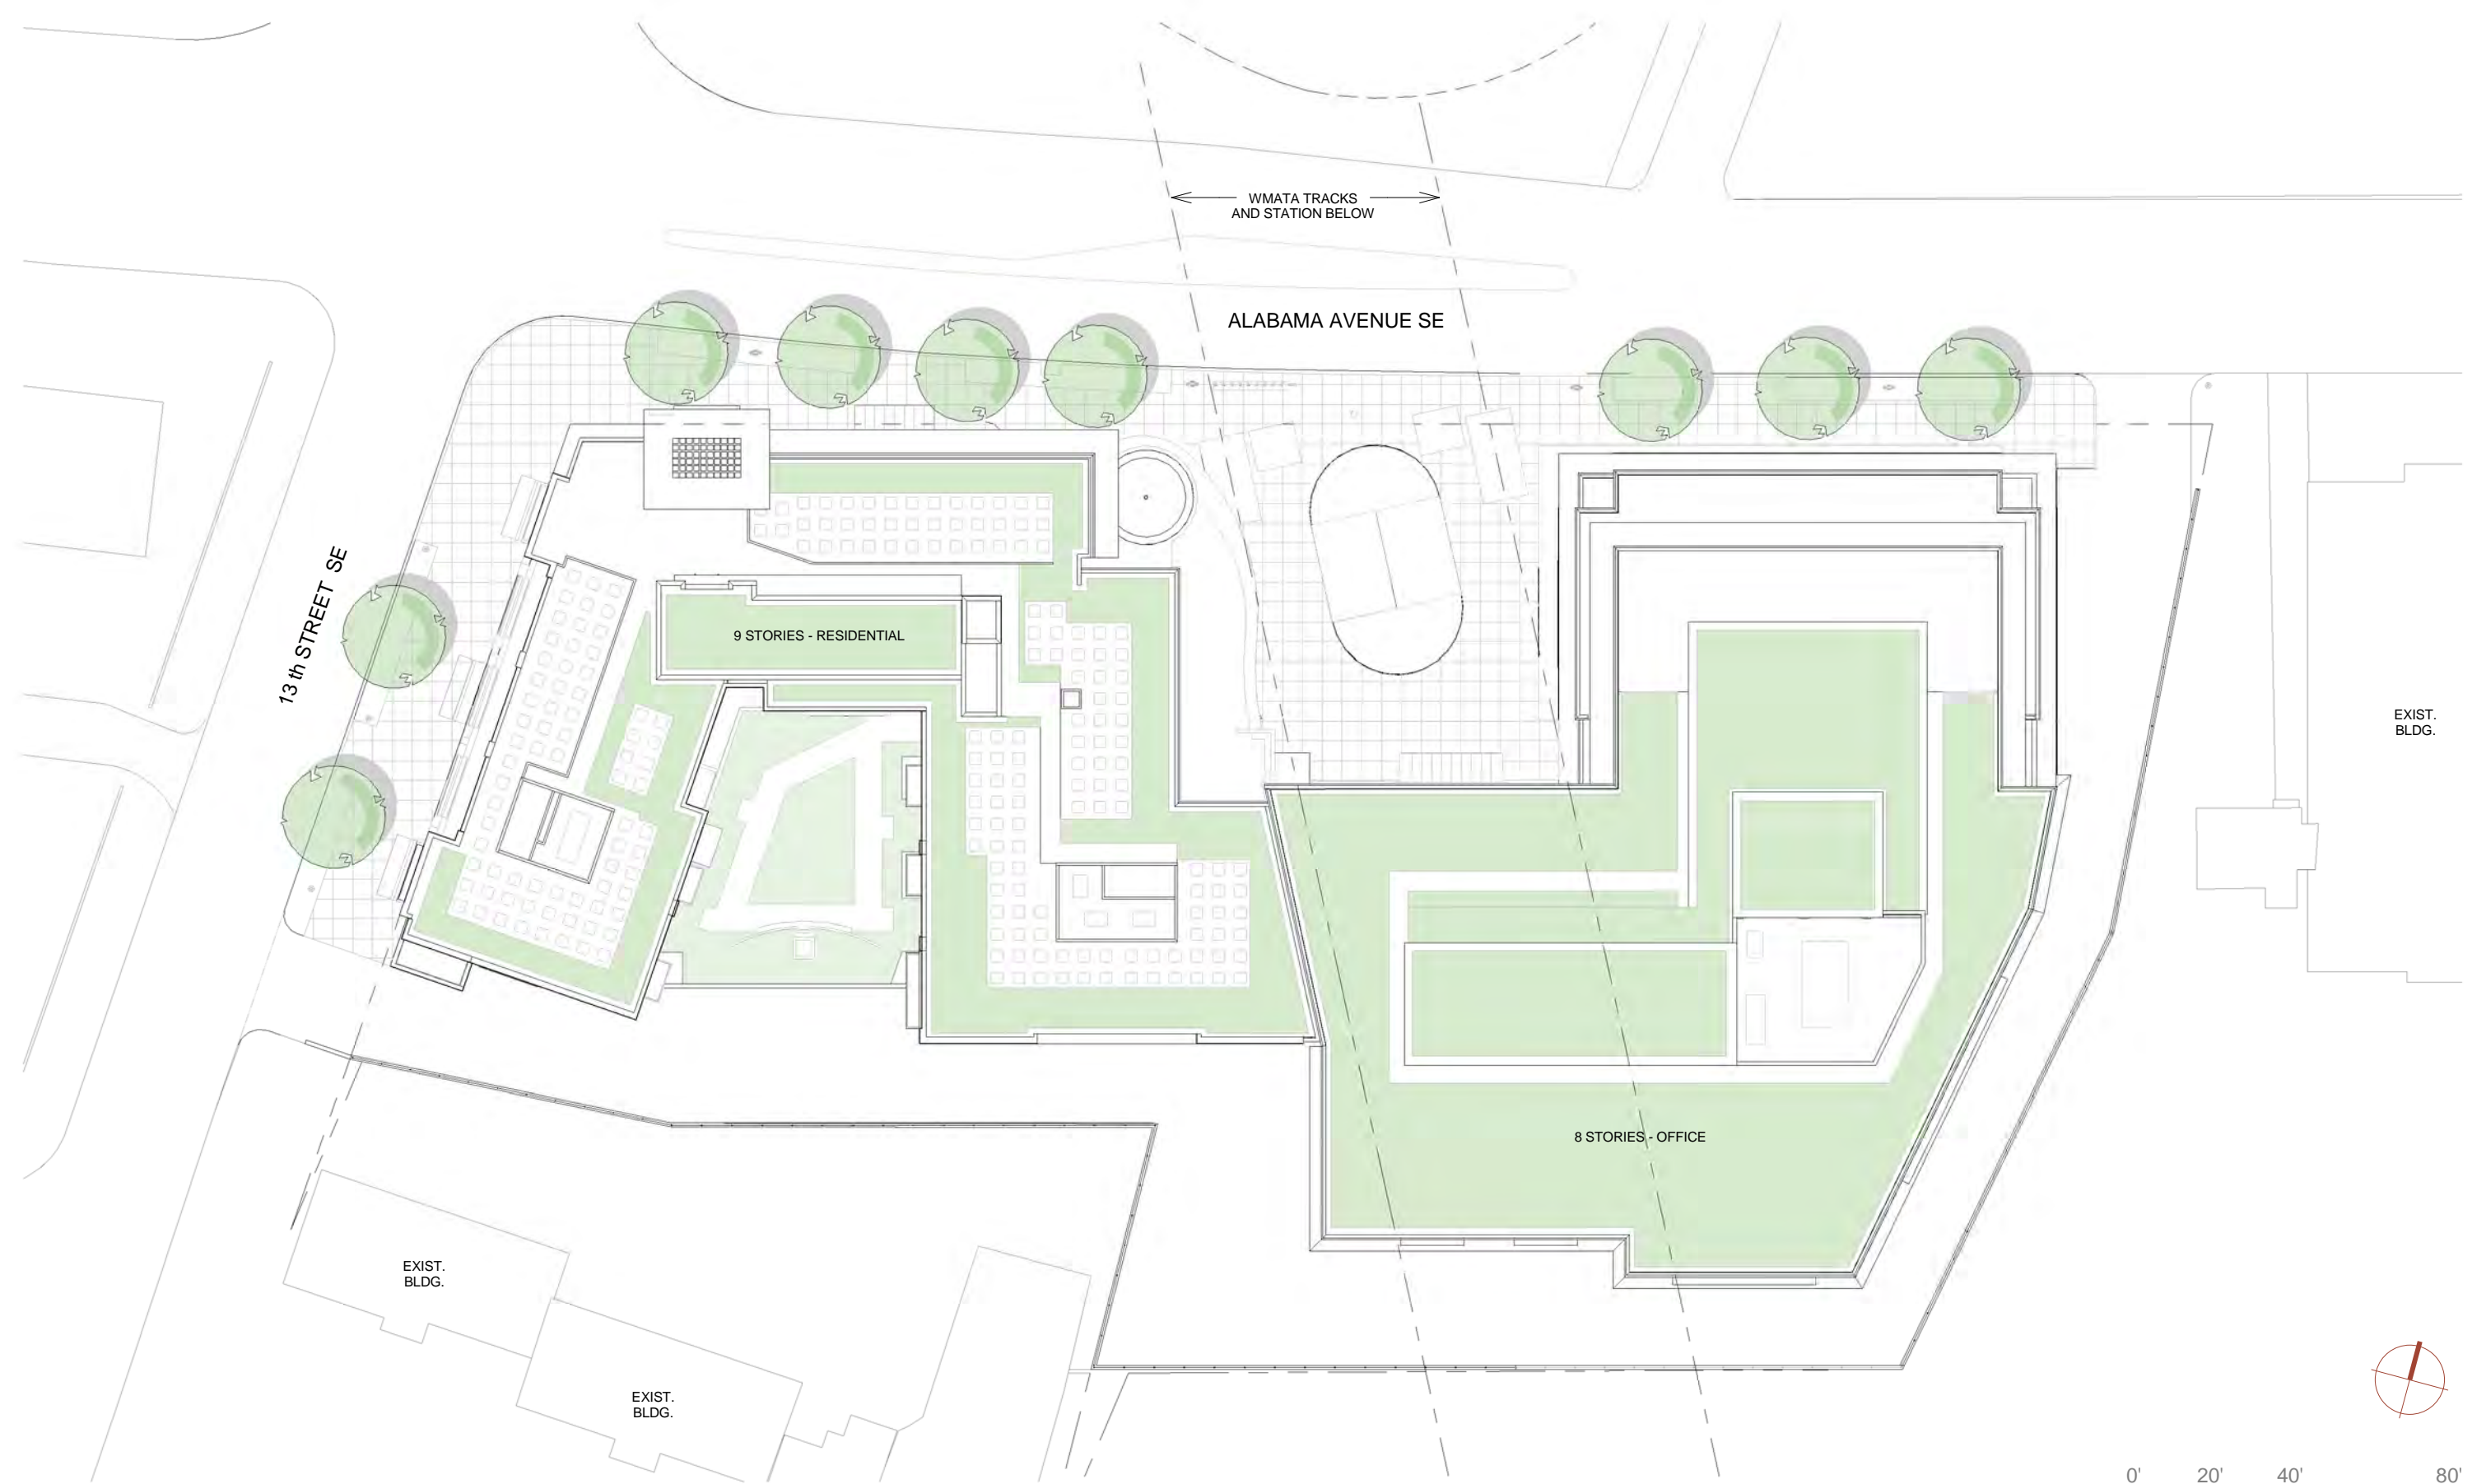 WMATA TRACKS
AND STATION BELOW
ALABAMA AVENUE SE
13 th STREET SE
9 STORIES - RESIDENTIAL
EXIST.
BLDG.
8 STORIES - OFFICE
EXIST.
BLDG.
EXIST.
BLDG.
0' 20' 40' 80'